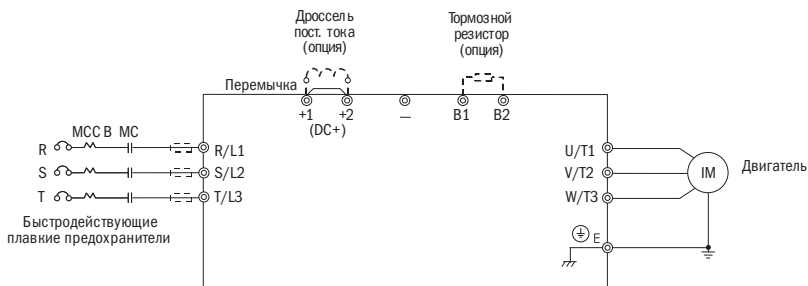 Дроссель
пост. тока
(опция)
Тормозной
резистор
(опция)
Перемычка
+1
+2
(DC+)
—
B1
B2
MCCB MC
R
R/L1
S
S/L2
T
T/L3
Быстродействующие
плавкие предохранители
U/T1
V/T2
W/T3
IM
Двигатель
E